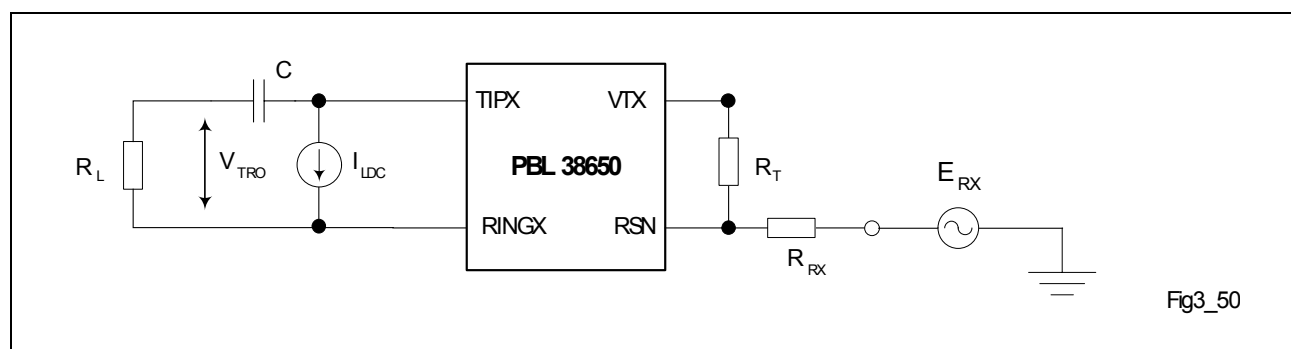 C
TIPX VTX
R L V TRO I LDC PBL 38650 R T E RX
RINGX RSN
R RX
Fig3_50